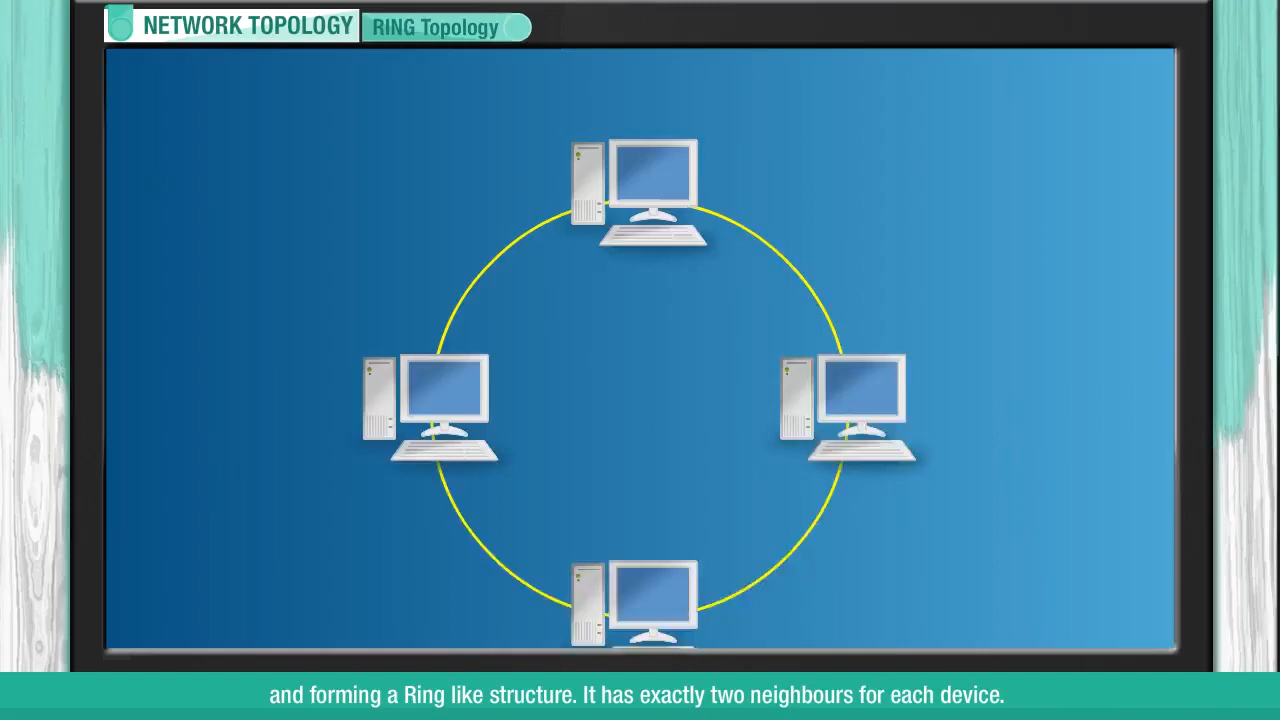 NETWORK TOPOLOGY RING Topology
and forming a Ring like structure. It has exactly two neighbours for each device.